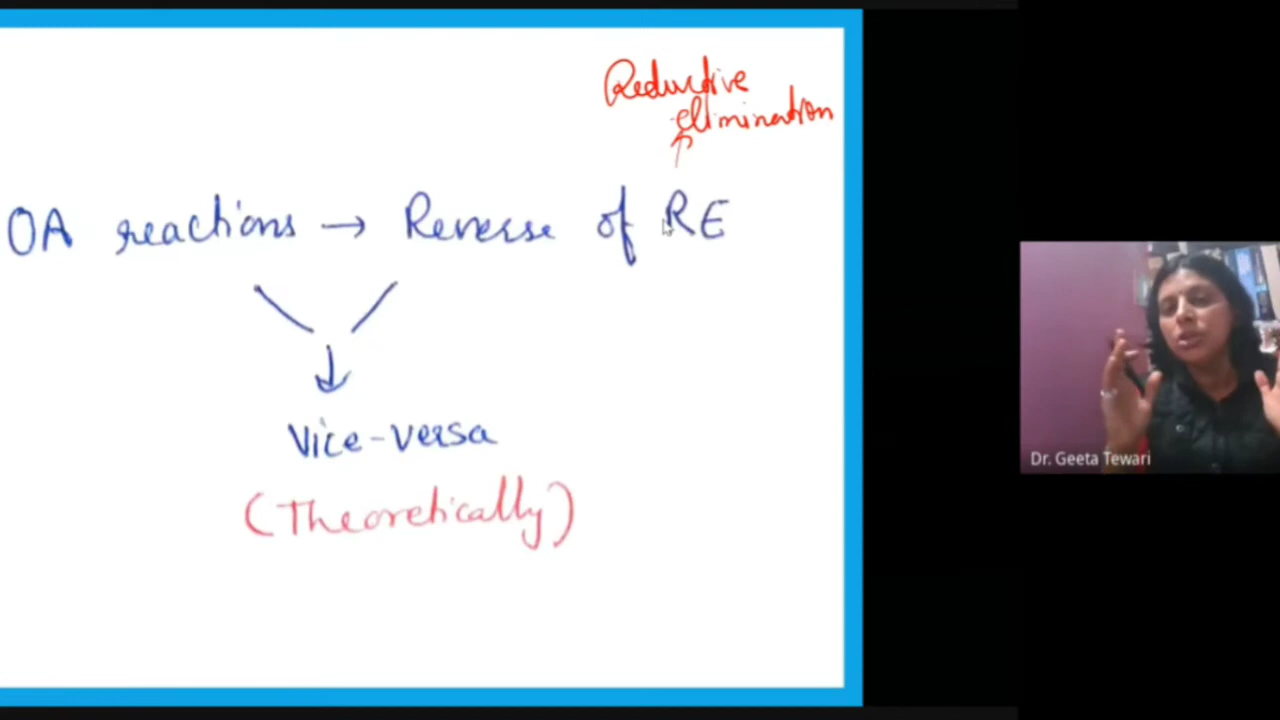 Reductive
elimination
OA reactions → Reverse of RE
Vice-versa
(Theoretically)
Dr. Geeta Tewari